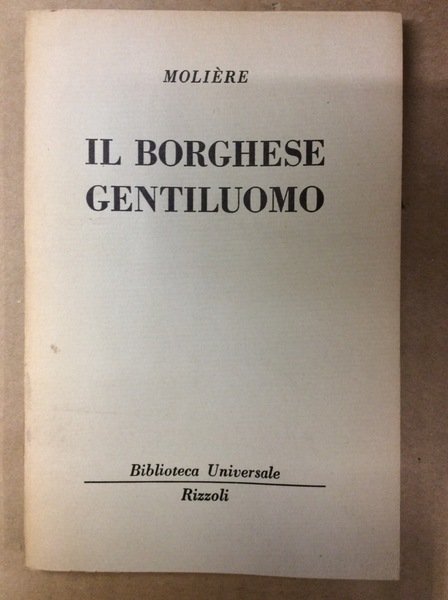 MOLIÈRE
IL BORGHESE
GENTILUOMO
Biblioteca Universale
Rizzoli